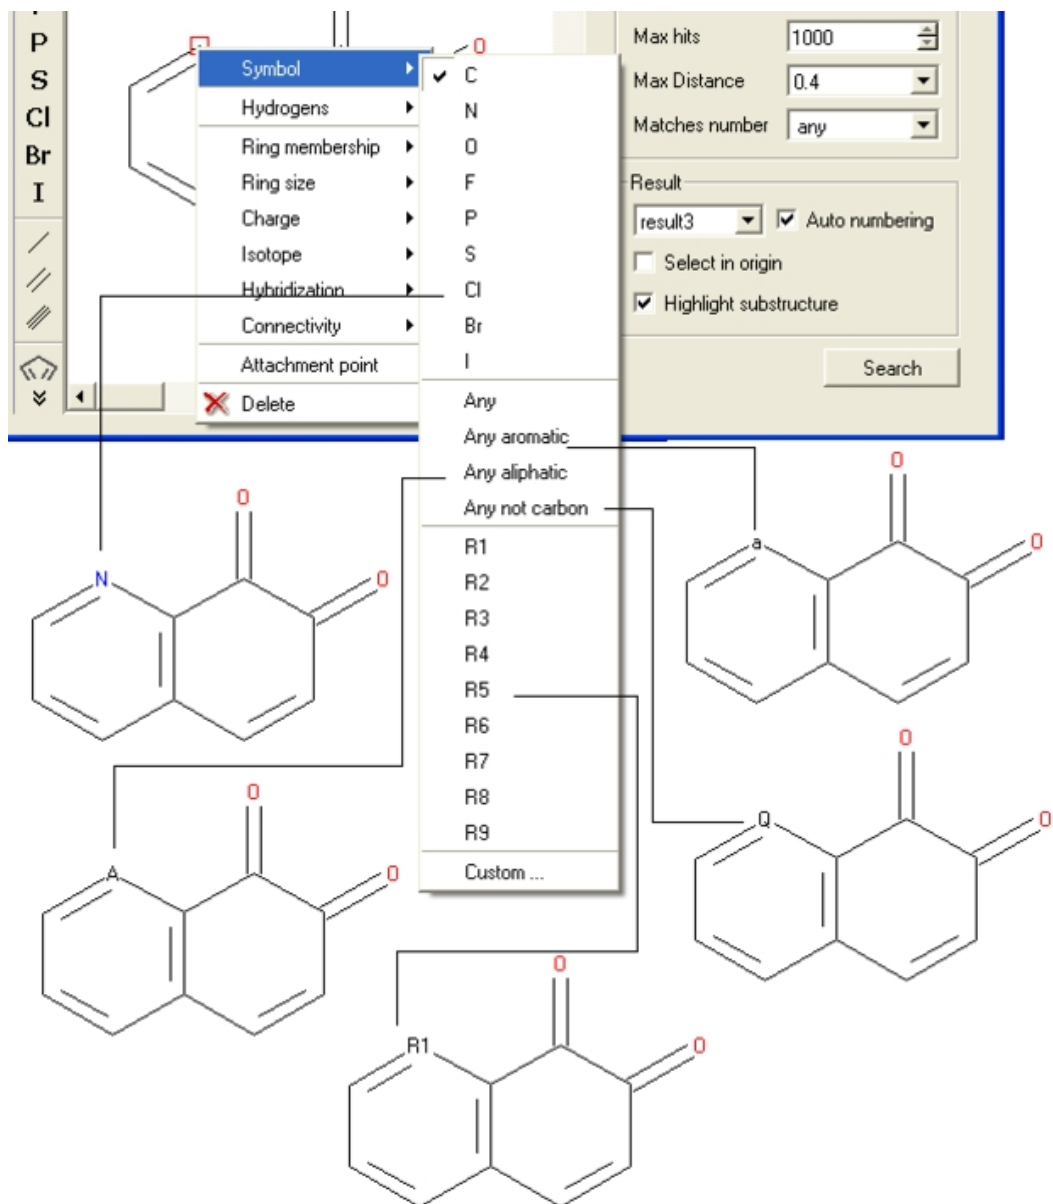 P
S
Cl
Br
I
O
Symbol
Hydrogens
Ring membership
Ring size
Charge
Isotope
Hybridization
Connectivity
Attachment point
Delete
C
N
O
F
P
S
Cl
Br
I
Any
Any aromatic
Any aliphatic
Any not carbon
R1
R2
R3
R4
R5
R6
R7
R8
R9
Custom ...
Max hits 1000
Max Distance 0.4
Matches number any
Result
result3 Auto numbering
Select in origin
Highlight substructure
Search
O
N O
O
a O
O
A O
O
Q O
O
R1 O